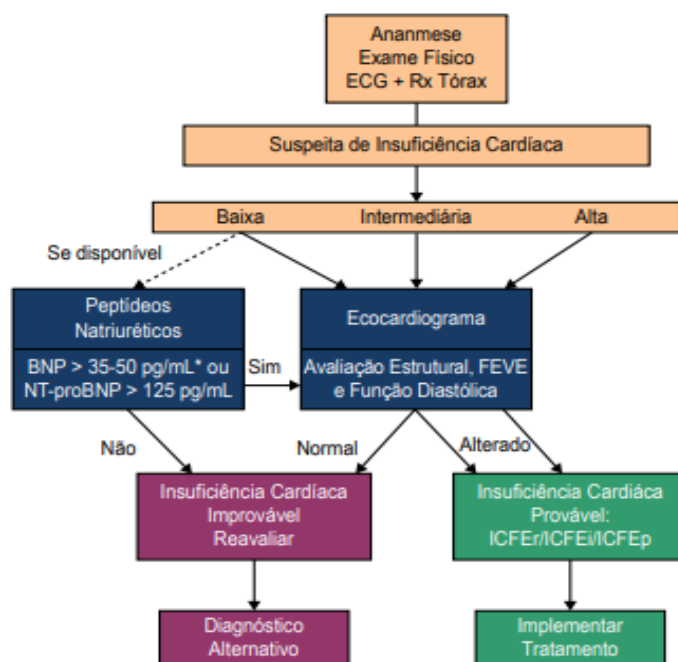 Ananmese
Exame Físico
ECG + Rx Tórax
Suspeita de Insuficiência Cardíaca
Baixa Intermediária Alta
Se disponível
Peptídeos
Natriuréticos
BNP > 35-50 pg/mL* ou
NT-proBNP > 125 pg/mL
Sim
Ecocardiograma
Avaliação Estrutural, FEVE
e Função Diastólica
Não
Normal
Alterado
Insuficiência Cardíaca
Improvável
Reavaliar
Insuficiência Cardiáca
Provável:
ICFEr/ICFEi/ICFEp
Diagnóstico
Alternativo
Implementar
Tratamento